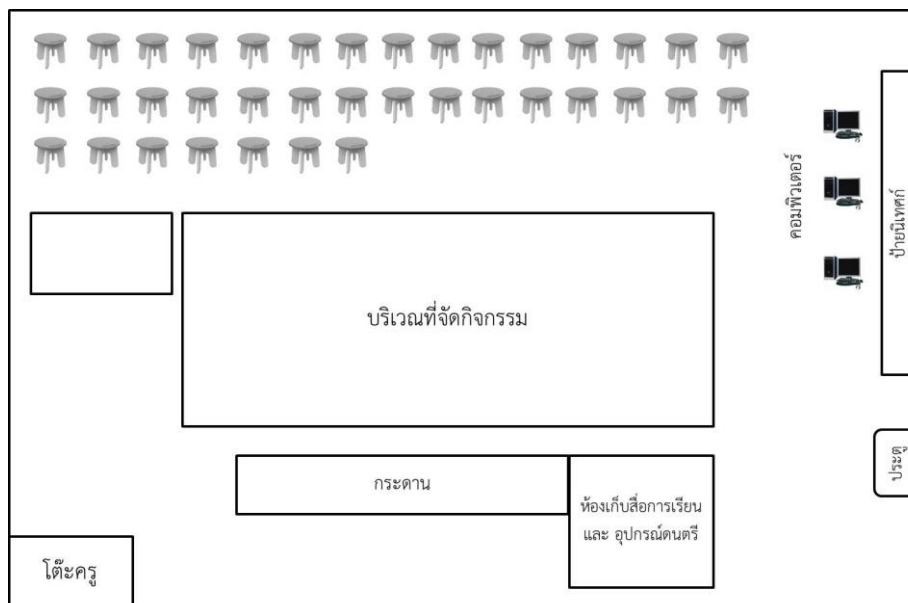 คอมพิวเตอร์
ป้ายนิเทศก์
บริเวณที่จัดกิจกรรม
ประตู
กระดาน
ห้องเก็บสื่อการเรียน
และ อุปกรณ์ดนตรี
โต๊ะครู